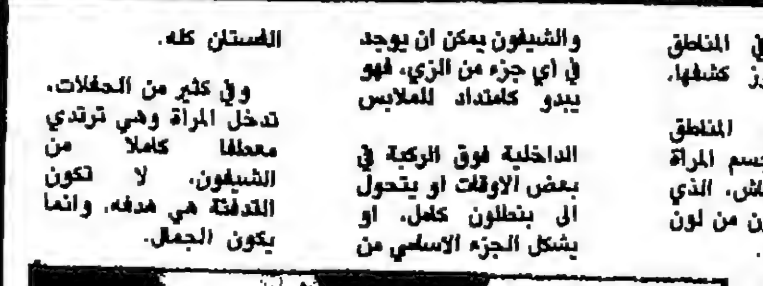 في المناطق
كشفها.
المناطق
جسم المرأة
الذي
من لون
والشيفون يمكن ان يوجد
في أي جزء من الزي، فهو
يبدو كامتداد للملابس
الداخلية فوق الركبة في
بعض الاوقات او يتحول
الى بنطلون كامل، او
يشكل الجزء الاساسي من
الفستان كله.
وفي كثير من الحفلات،
تدخل المرأة وهي ترتدي
معطفا كاملا من
الشيفون، لا تكون
التدفئة هي هدفه، وانما
يكون الجمال.